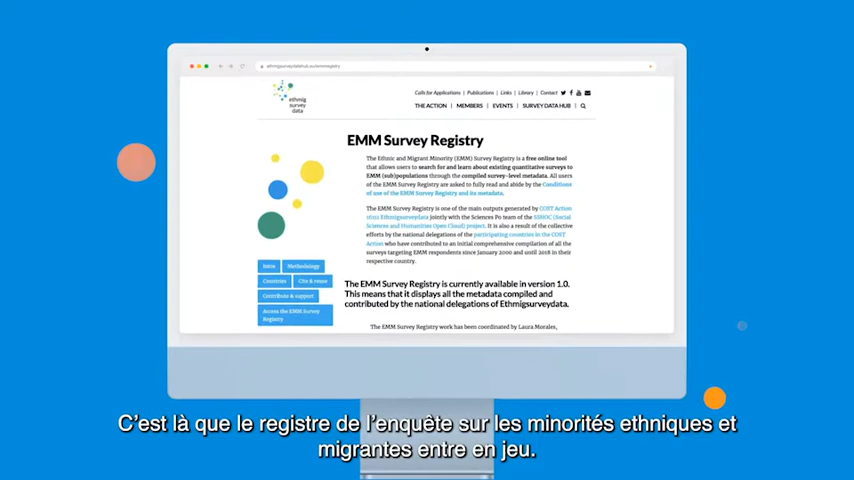 ethmigsurveydatahub.eu/emmregistry
ethmig
survey
data
Calls for Applications | Publications | Links | Library | Contact
THE ACTION | MEMBERS | EVENTS | SURVEY DATA HUB |
EMM Survey Registry
The Ethnic and Migrant Minority (EMM) Survey Registry is a free online tool
that allows users to search for and learn about existing quantitative surveys to
EMM (sub)populations through the compiled survey-level metadata. All users
of the EMM Survey Registry are asked to fully read and abide by the Conditions
of use of the EMM Survey Registry and its metadata.
The EMM Survey Registry is one of the main outputs generated by COST Action
16111 Ethmigsurveydata jointly with the Sciences Po team of the SSHOC (Social
Sciences and Humanities Open Cloud) project. It is also a result of the collective
efforts by the national delegations of the participating countries in the COST
Action who have contributed to an initial comprehensive compilation of all the
surveys targeting EMM respondents since January 2000 and until 2018 in their
respective country.
Intro
Methodology
Countries
Cite & reuse
Contribute & support
Access the EMM Survey
Registry
The EMM Survey Registry is currently available in version 1.0.
This means that it displays all the metadata compiled and
contributed by the national delegations of Ethmigsurveydata.
The EMM Survey Registry work has been coordinated by Laura Morales,
C'est là que le registre de l'enquête sur les minorités ethniques et
migrantes entre en jeu.